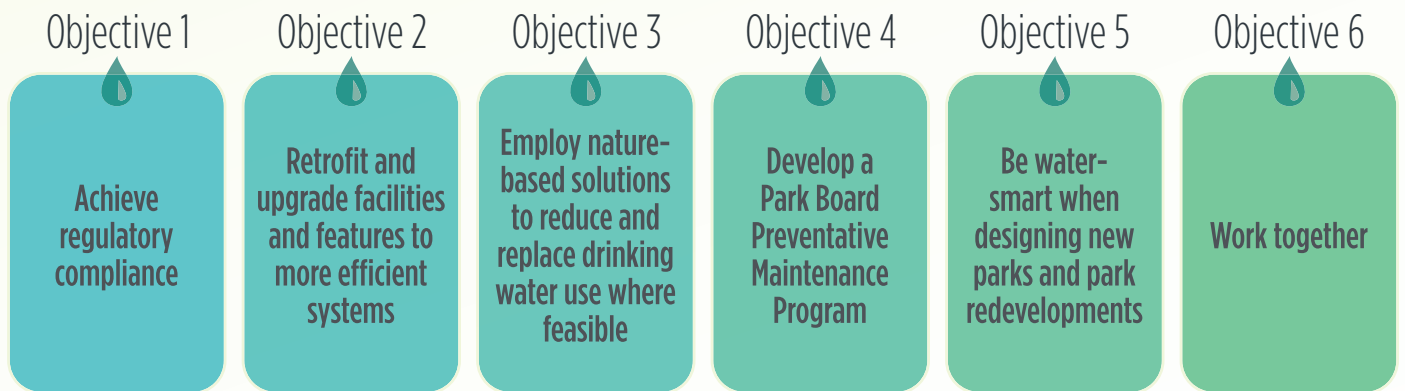 Objective 1
Objective 2
Objective 3
Objective 4
Objective 5
Objective 6
Achieve
regulatory
compliance
Retrofit and
upgrade facilities
and features to
more efficient
systems
Employ nature-
based solutions
to reduce and
replace drinking
water use where
feasible
Develop a
Park Board
Preventative
Maintenance
Program
Be water-
smart when
designing new
parks and park
redevelopments
Work together